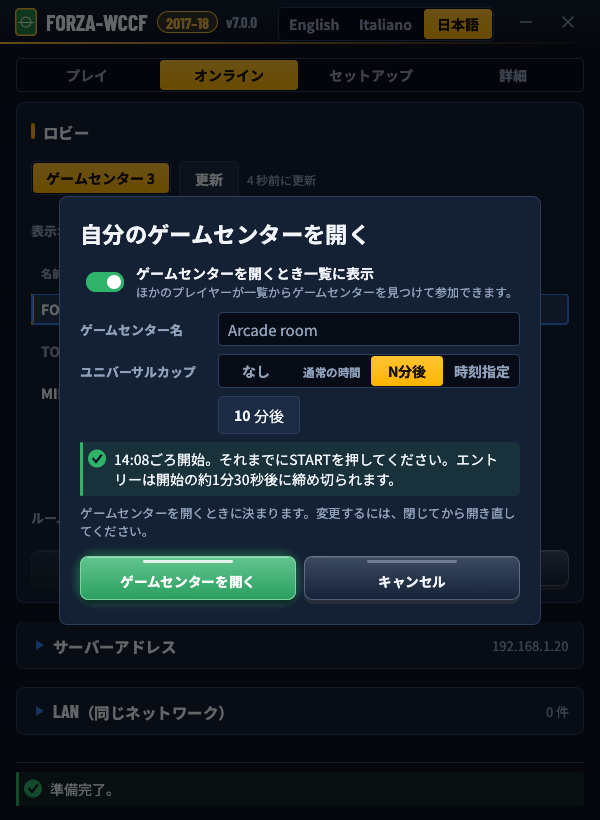 FORZA-WCCF 2017-18 v7.0.0 English Italiano 日本語
プレイ オンライン セットアップ 詳細
ロビー
ゲームセンター 3 更新 4 秒前に更新
自分のゲームセンターを開く
ゲームセンターを開くとき一覧に表示
ほかのプレイヤーが一覧からゲームセンターを見つけて参加できます。
ゲームセンター名 Arcade room
ユニバーサルカップ なし 通常の時間 N分後 時刻指定
10 分後
14:08ごろ開始。それまでにSTARTを押してください。エント
リーは開始の約1分30秒後に締め切られます。
ゲームセンターを開くときに決まります。変更するには、閉じてから開き直し
てください。
ゲームセンターを開く キャンセル
サーバーアドレス 192.168.1.20
LAN（同じネットワーク） 0 件
準備完了。